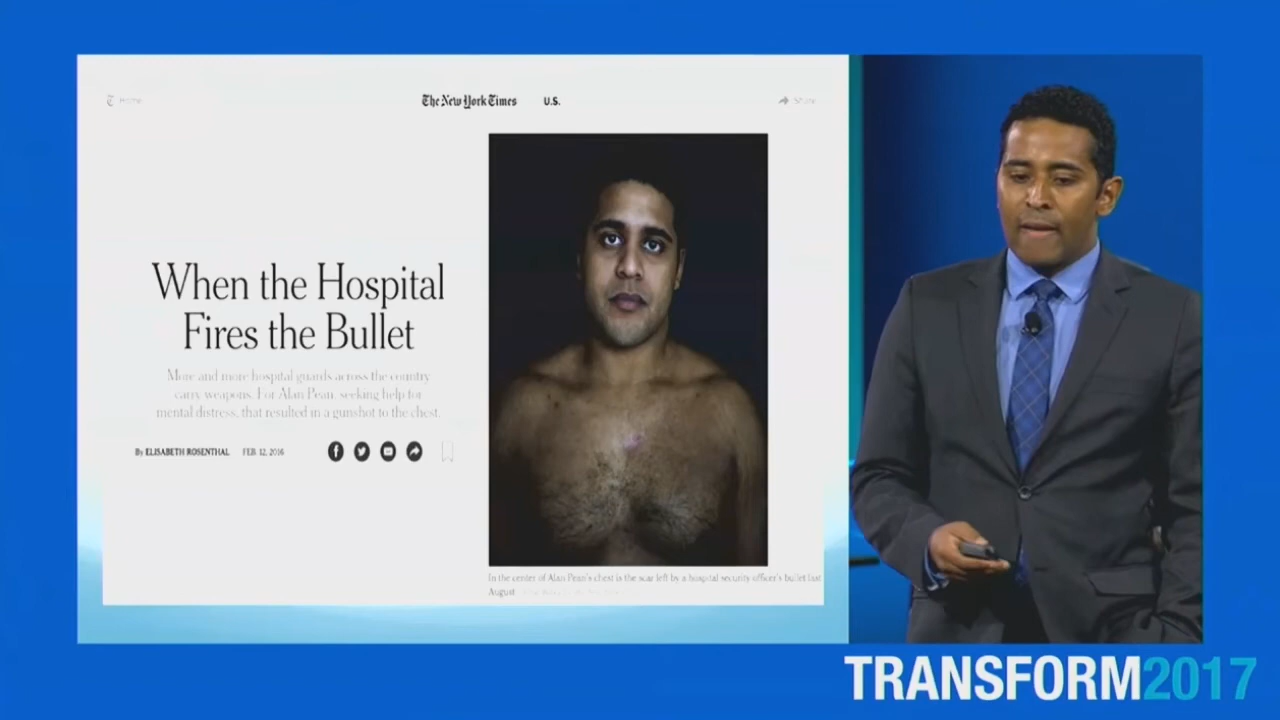 Home
The New York Times U.S.
Share
When the Hospital
Fires the Bullet
More and more hospital guards across the country
carry weapons. For Alan Pean, seeking help for
mental distress, that resulted in a gunshot to the chest.
By ELISABETH ROSENTHAL FEB. 12, 2016
In the center of Alan Pean's chest is the scar left by a hospital security officer's bullet last
August
TRANSFORM2017